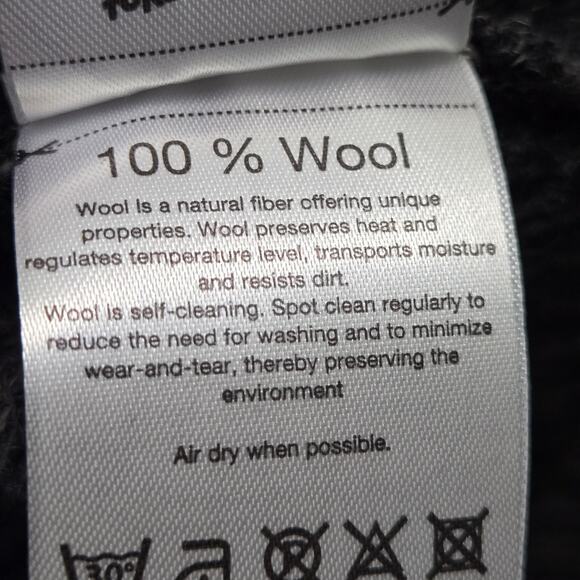 100 % Wool
Wool is a natural fiber offering unique
properties. Wool preserves heat and
regulates temperature level, transports moisture
and resists dirt.
Wool is self-cleaning. Spot clean regularly to
reduce the need for washing and to minimize
wear-and-tear, thereby preserving the
environment
Air dry when possible.
30°